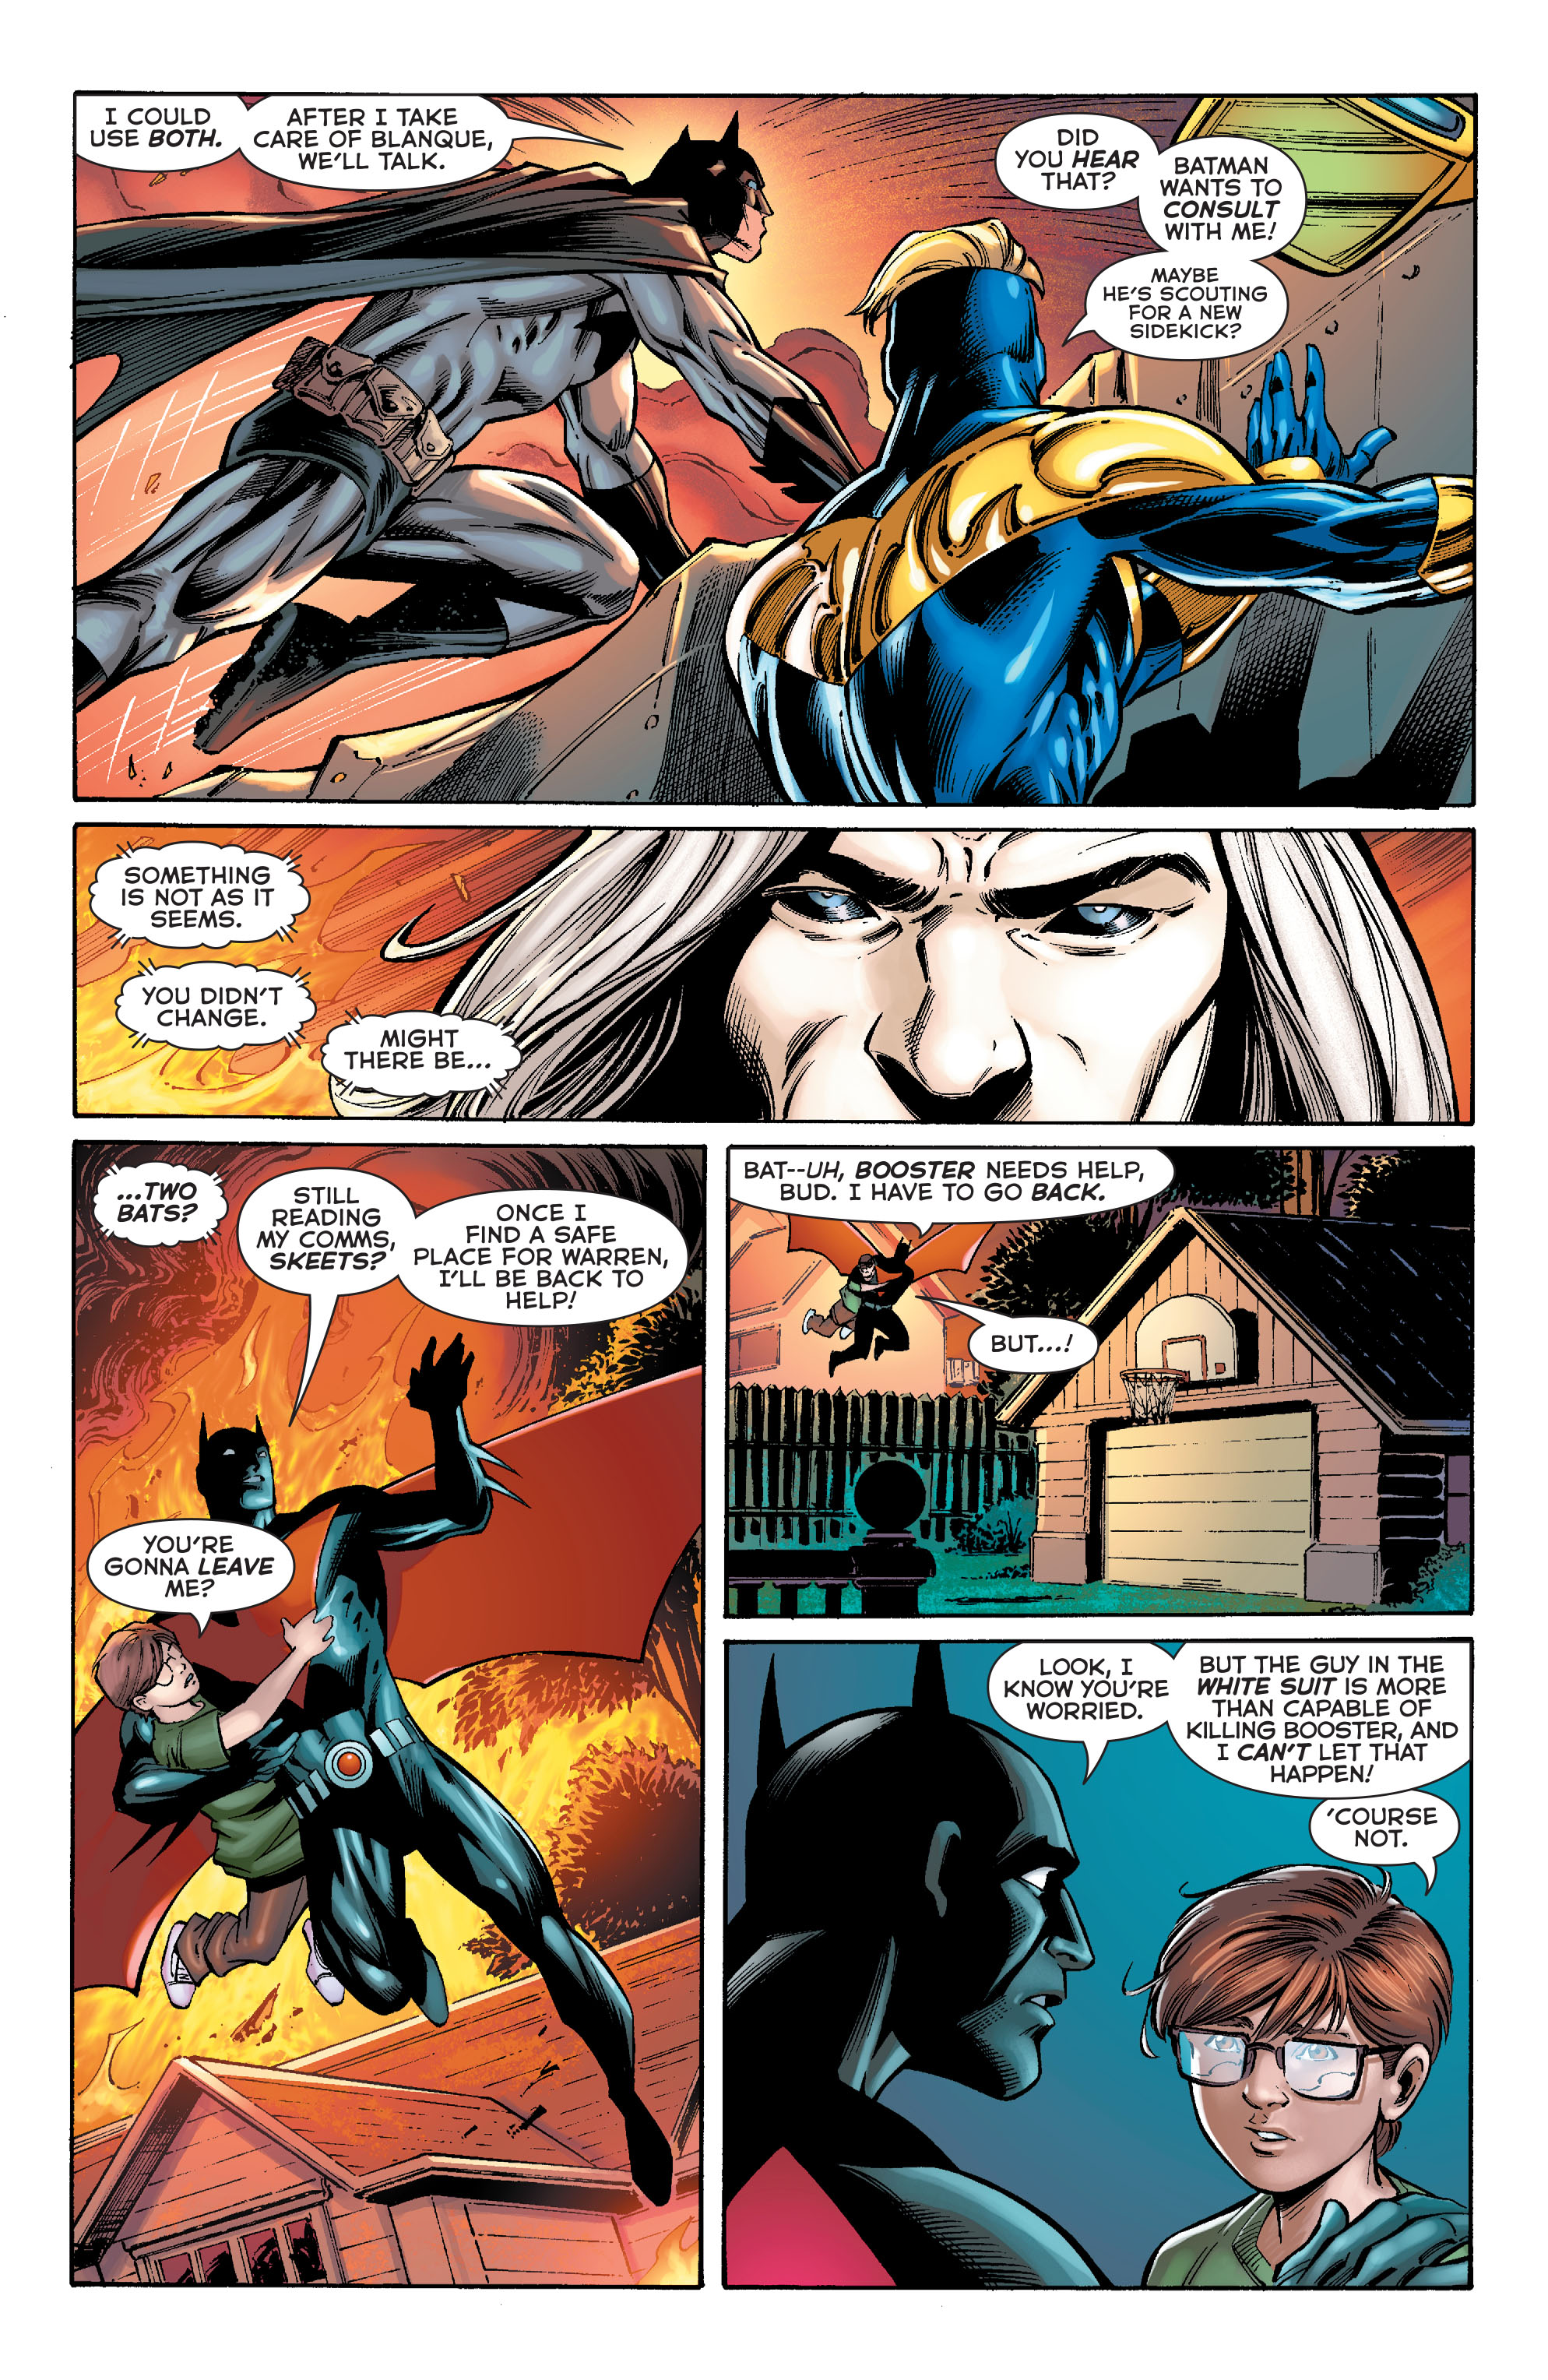 I COULD
USE BOTH.
AFTER I TAKE
CARE OF BLANQUE,
WE'LL TALK.
DID
YOU HEAR
THAT?
BATMAN
WANTS TO
CONSULT
WITH ME!
MAYBE
HE'S SCOUTING
FOR A NEW
SIDEKICK?
SOMETHING
IS NOT AS IT
SEEMS.
YOU DIDN'T
CHANGE.
MIGHT
THERE BE...
...TWO
BATS?
STILL
READING
MY COMMS,
SKEETS?
ONCE I
FIND A SAFE
PLACE FOR WARREN,
I'LL BE BACK TO
HELP!
YOU'RE
GONNA LEAVE
ME?
BAT--UH, BOOSTER NEEDS HELP,
BUD. I HAVE TO GO BACK.
BUT...!
LOOK, I
KNOW YOU'RE
WORRIED.
BUT THE GUY IN THE
WHITE SUIT IS MORE
THAN CAPABLE OF
KILLING BOOSTER, AND
I CAN'T LET THAT
HAPPEN!
'COURSE
NOT.